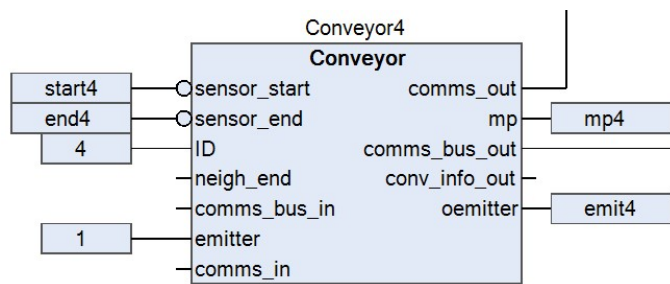 Conveyor4
Conveyor
start4 sensor_start comms_out
end4 sensor_end mp mp4
4 ID comms_bus_out
neigh_end conv_info_out
comms_bus_in oemitter emit4
1 emitter
comms_in